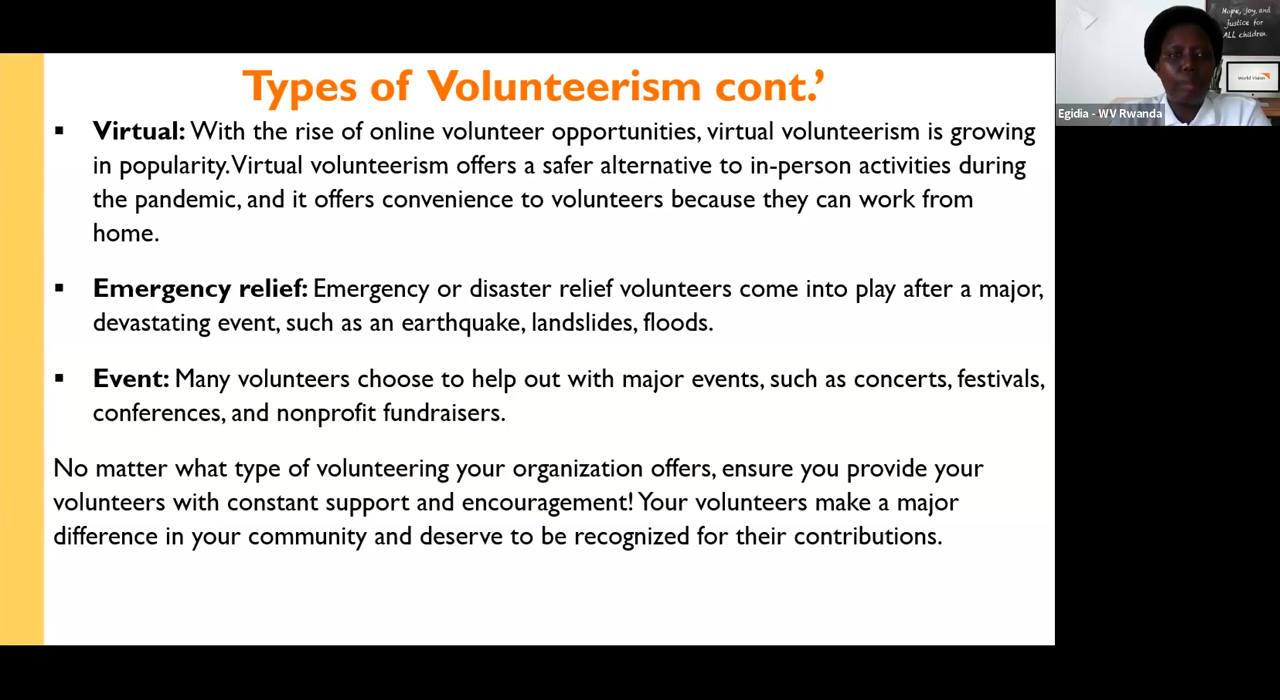 Types of Volunteerism cont.’
▪ Virtual: With the rise of online volunteer opportunities, virtual volunteerism is growing
in popularity. Virtual volunteerism offers a safer alternative to in-person activities during
the pandemic, and it offers convenience to volunteers because they can work from
home.
▪ Emergency relief: Emergency or disaster relief volunteers come into play after a major,
devastating event, such as an earthquake, landslides, floods.
▪ Event: Many volunteers choose to help out with major events, such as concerts, festivals,
conferences, and nonprofit fundraisers.
No matter what type of volunteering your organization offers, ensure you provide your
volunteers with constant support and encouragement! Your volunteers make a major
difference in your community and deserve to be recognized for their contributions.
Hope, Joy, and
Justice for
ALL children.
World Vision
Egidia - WV Rwanda